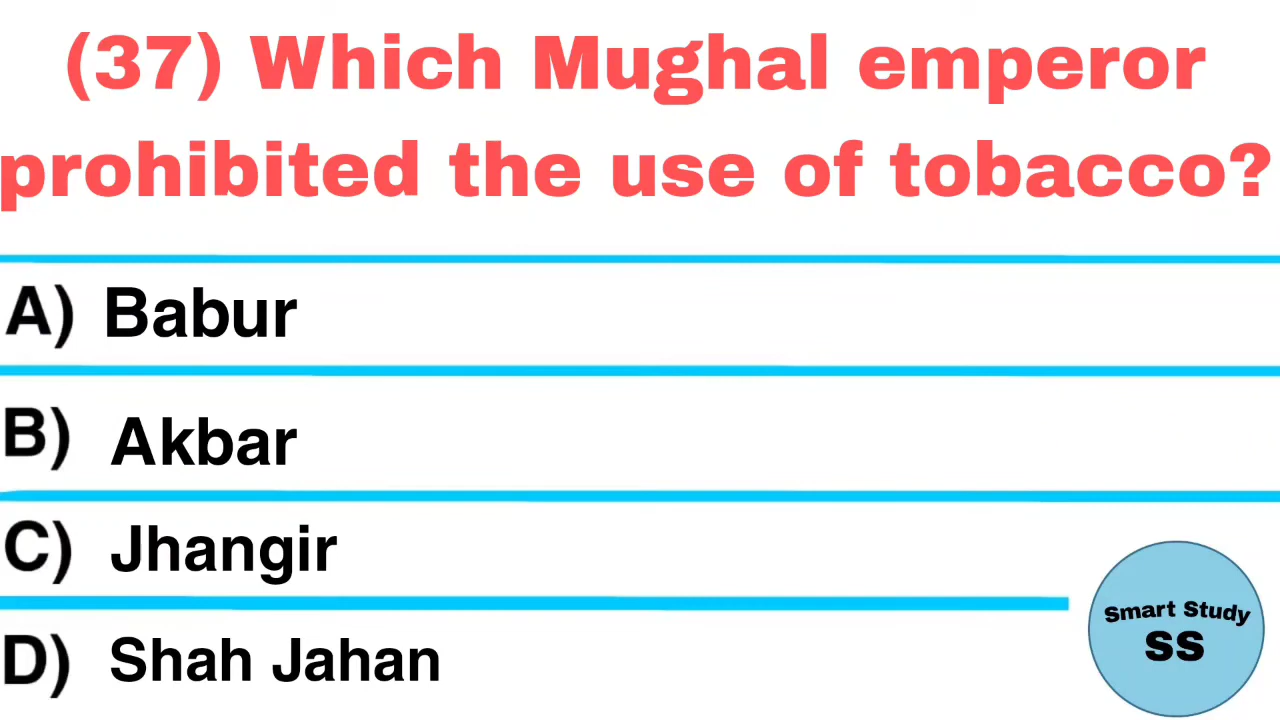 (37) Which Mughal emperor
prohibited the use of tobacco?
A) Babur
B) Akbar
C) Jhangir
D) Shah Jahan
Smart Study
SS